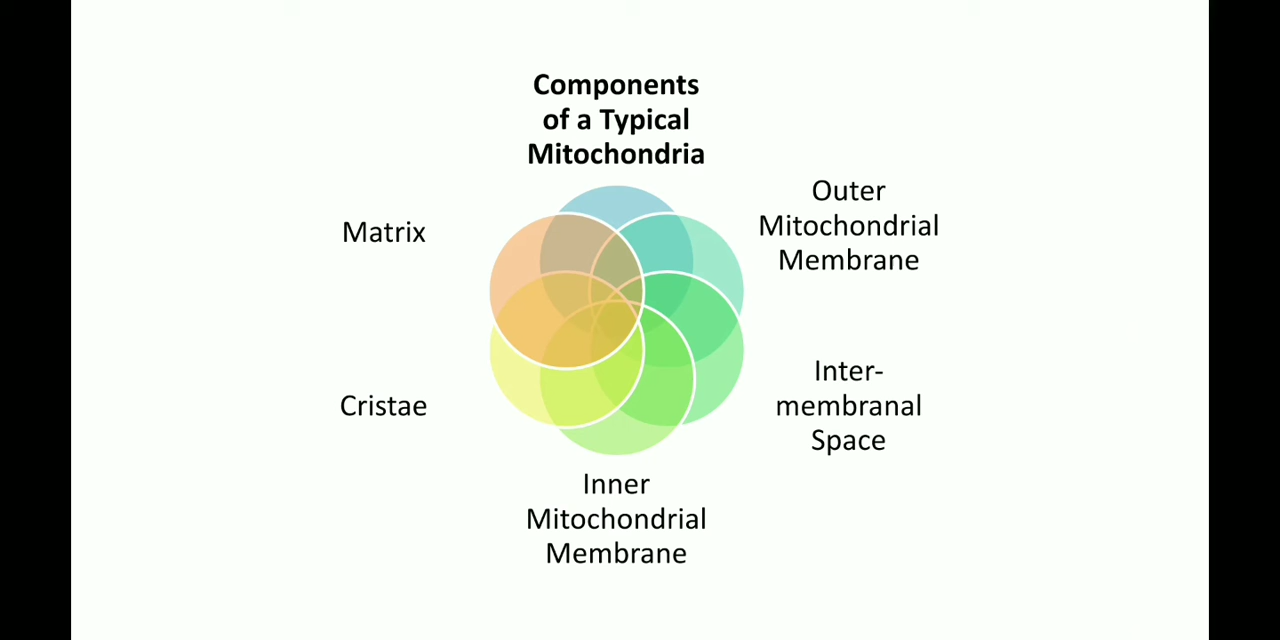 Components
of a Typical
Mitochondria
Outer
Mitochondrial
Membrane
Inter-
membranal
Space
Inner
Mitochondrial
Membrane
Cristae
Matrix